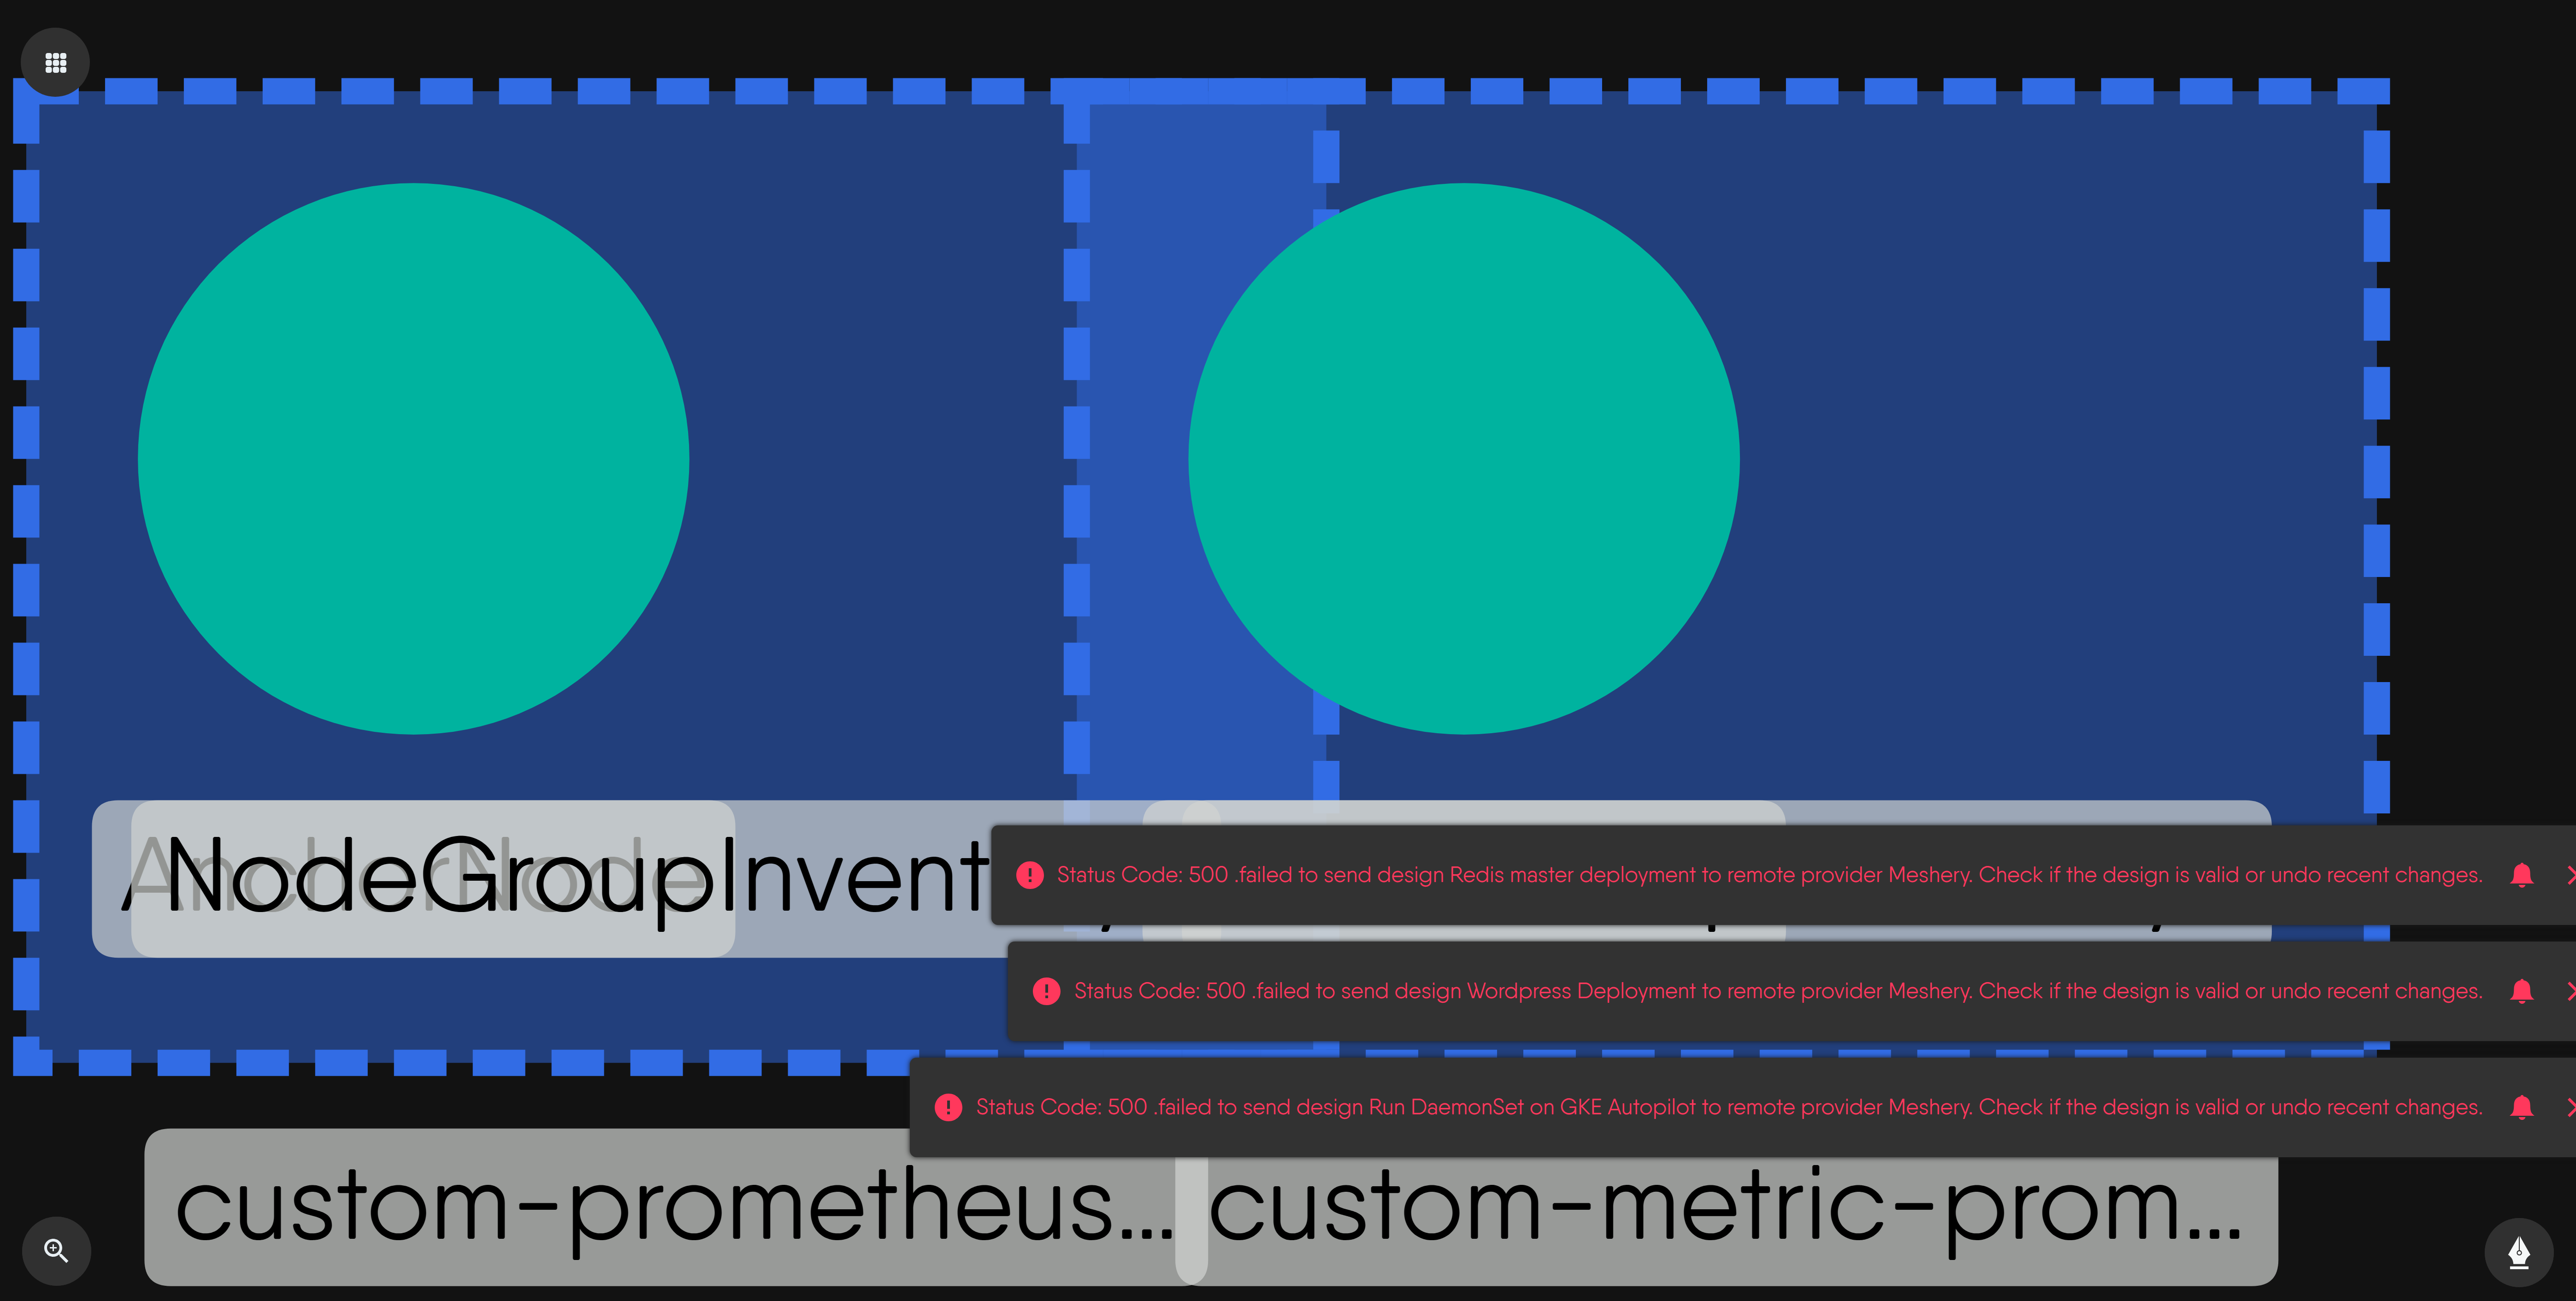 AnchorNode
NodeGroupInvent
Status Code: 500 .failed to send design Redis master deployment to remote provider Meshery. Check if the design is valid or undo recent changes.
Status Code: 500 .failed to send design Wordpress Deployment to remote provider Meshery. Check if the design is valid or undo recent changes.
Status Code: 500 .failed to send design Run DaemonSet on GKE Autopilot to remote provider Meshery. Check if the design is valid or undo recent changes.
custom-prometheus...
custom-metric-prom...